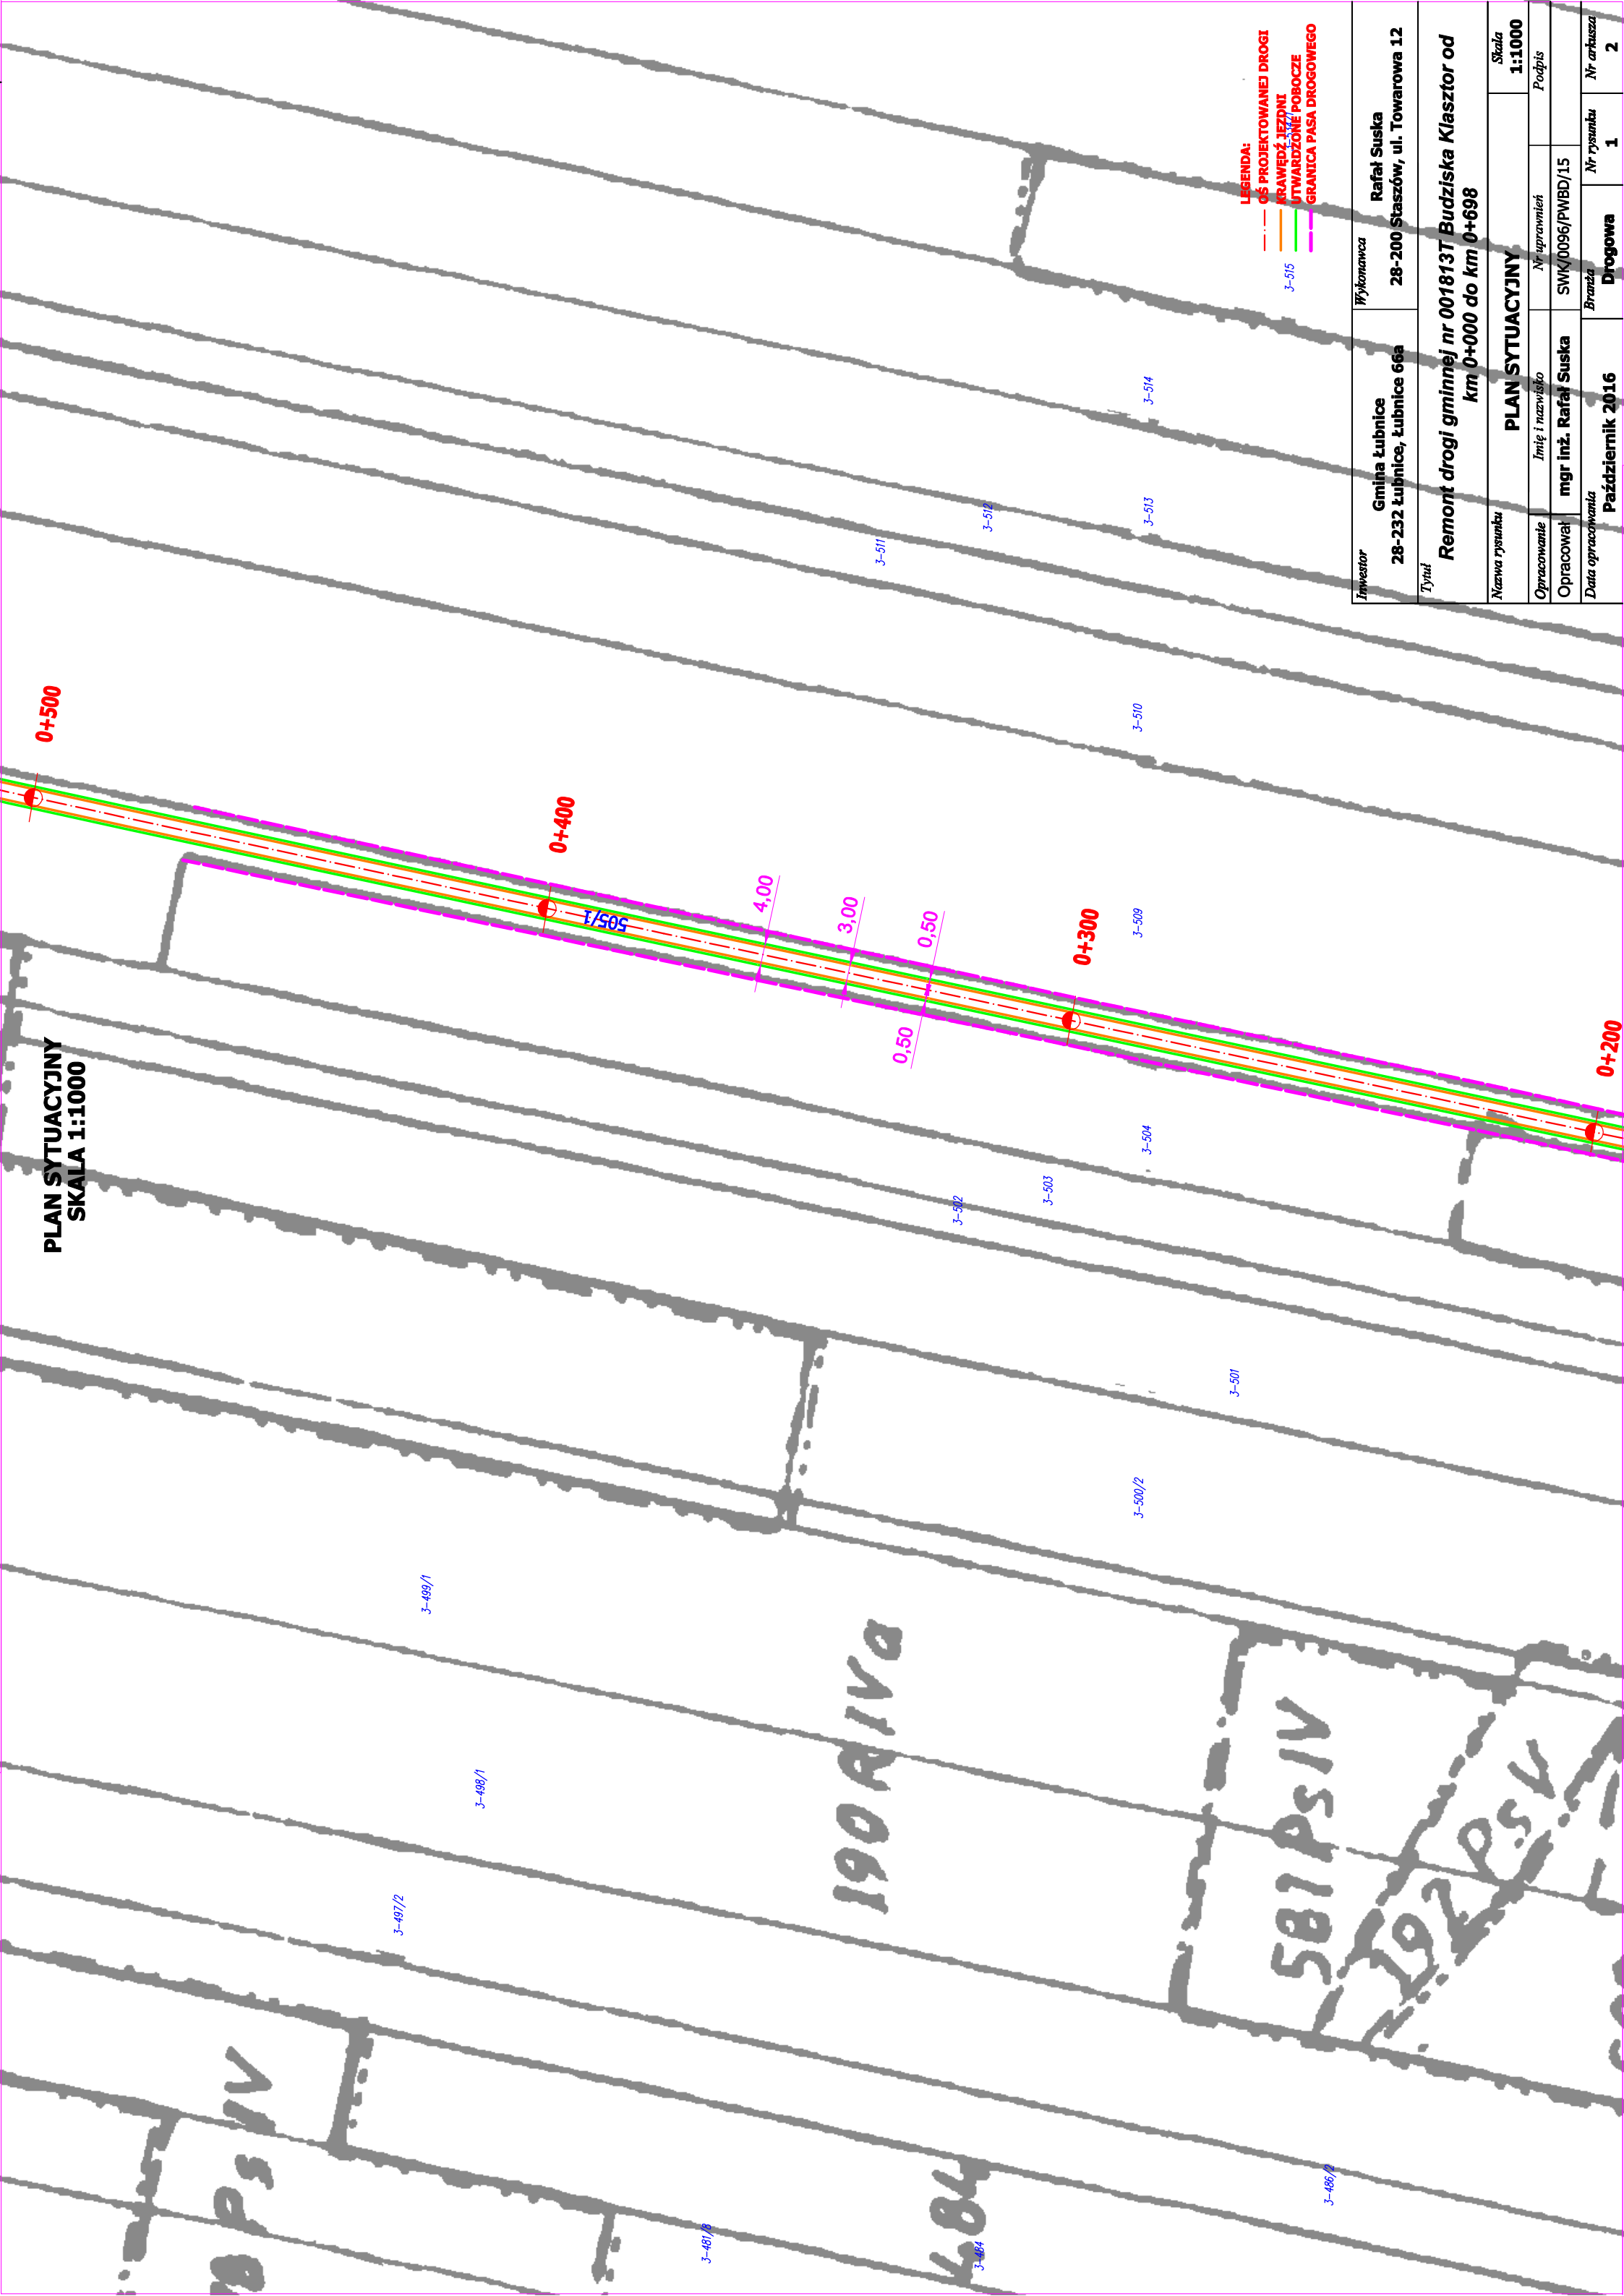 PLAN SYTUACYJNY
SKALA 1:1000
0+500
0+400
0+300
0+200
505/1
4,00
3,00
0,50
0,50
3-481/8
3-484
3-486/2
3-497/2
3-498/1
3-499/1
3-500/2
3-501
3-502
3-503
3-504
3-509
3-510
3-511
3-512
3-513
3-514
3-515
190 RIVa
581 PsIV
192 PsV
Ps IV
484
LEGENDA:
OŚ PROJEKTOWANEJ DROGI
KRAWĘDŹ JEZDNI
UTWARDZONE POBOCZE
GRANICA PASA DROGOWEGO
Inwestor
Gmina Łubnice
28-232 Łubnice, Łubnice 66a
Wykonawca
Rafał Suska
28-200 Staszów, ul. Towarowa 12
Tytuł
Remont drogi gminnej nr 001813T Budziska Klasztor od
km 0+000 do km 0+698
Nazwa rysunku
PLAN SYTUACYJNY
Skala
1:1000
Opracowanie Imię i nazwisko Nr uprawnień Podpis
Opracował mgr inż. Rafał Suska SWK/0096/PWBD/15
Data opracowania
Październik 2016
Branża
Drogowa
Nr rysunku
1
Nr arkusza
2